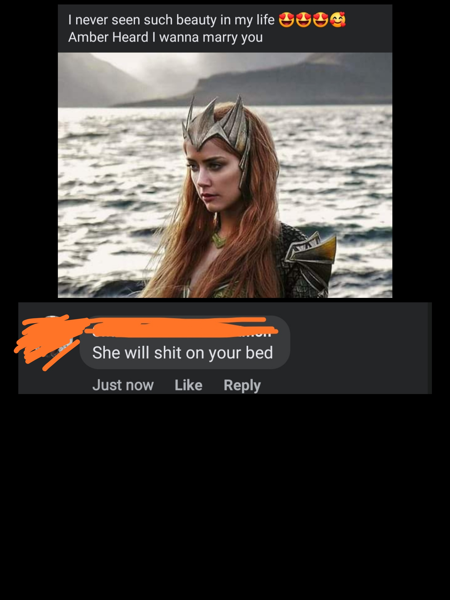 I never seen such beauty in my life 🤩🤩🤩🥰
Amber Heard I wanna marry you
She will shit on your bed
Just now Like Reply